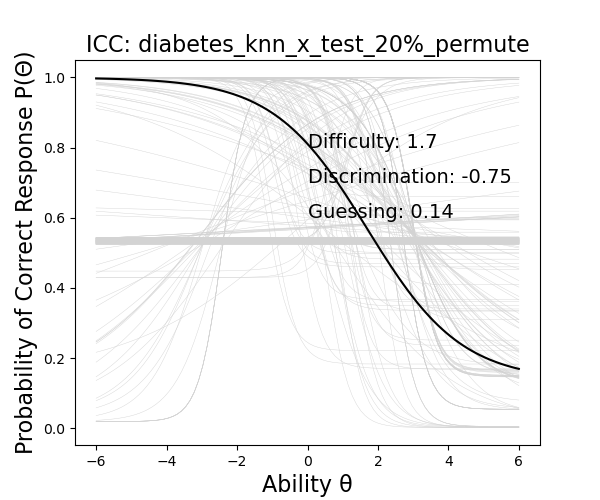 ICC: diabetes_knn_x_test_20%_permute
Probability of Correct Response P(Θ)
1.0
0.8
0.6
0.4
0.2
0.0
Difficulty: 1.7
Discrimination: -0.75
Guessing: 0.14
−6 −4 −2 0 2 4 6
Ability θ